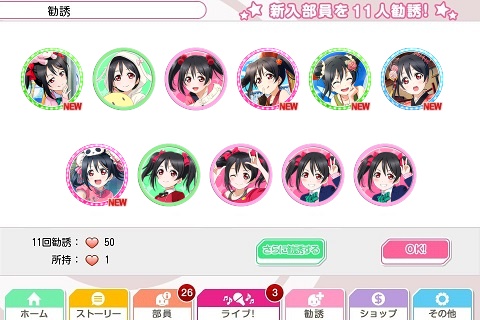 勧誘
新入部員を11人勧誘!
NEW
NEW
NEW
NEW
NEW
11回勧誘: 50
所持: 1
さらに勧誘する
OK!
26
3
ホーム
ストーリー
部員
ライブ!
勧誘
ショップ
その他